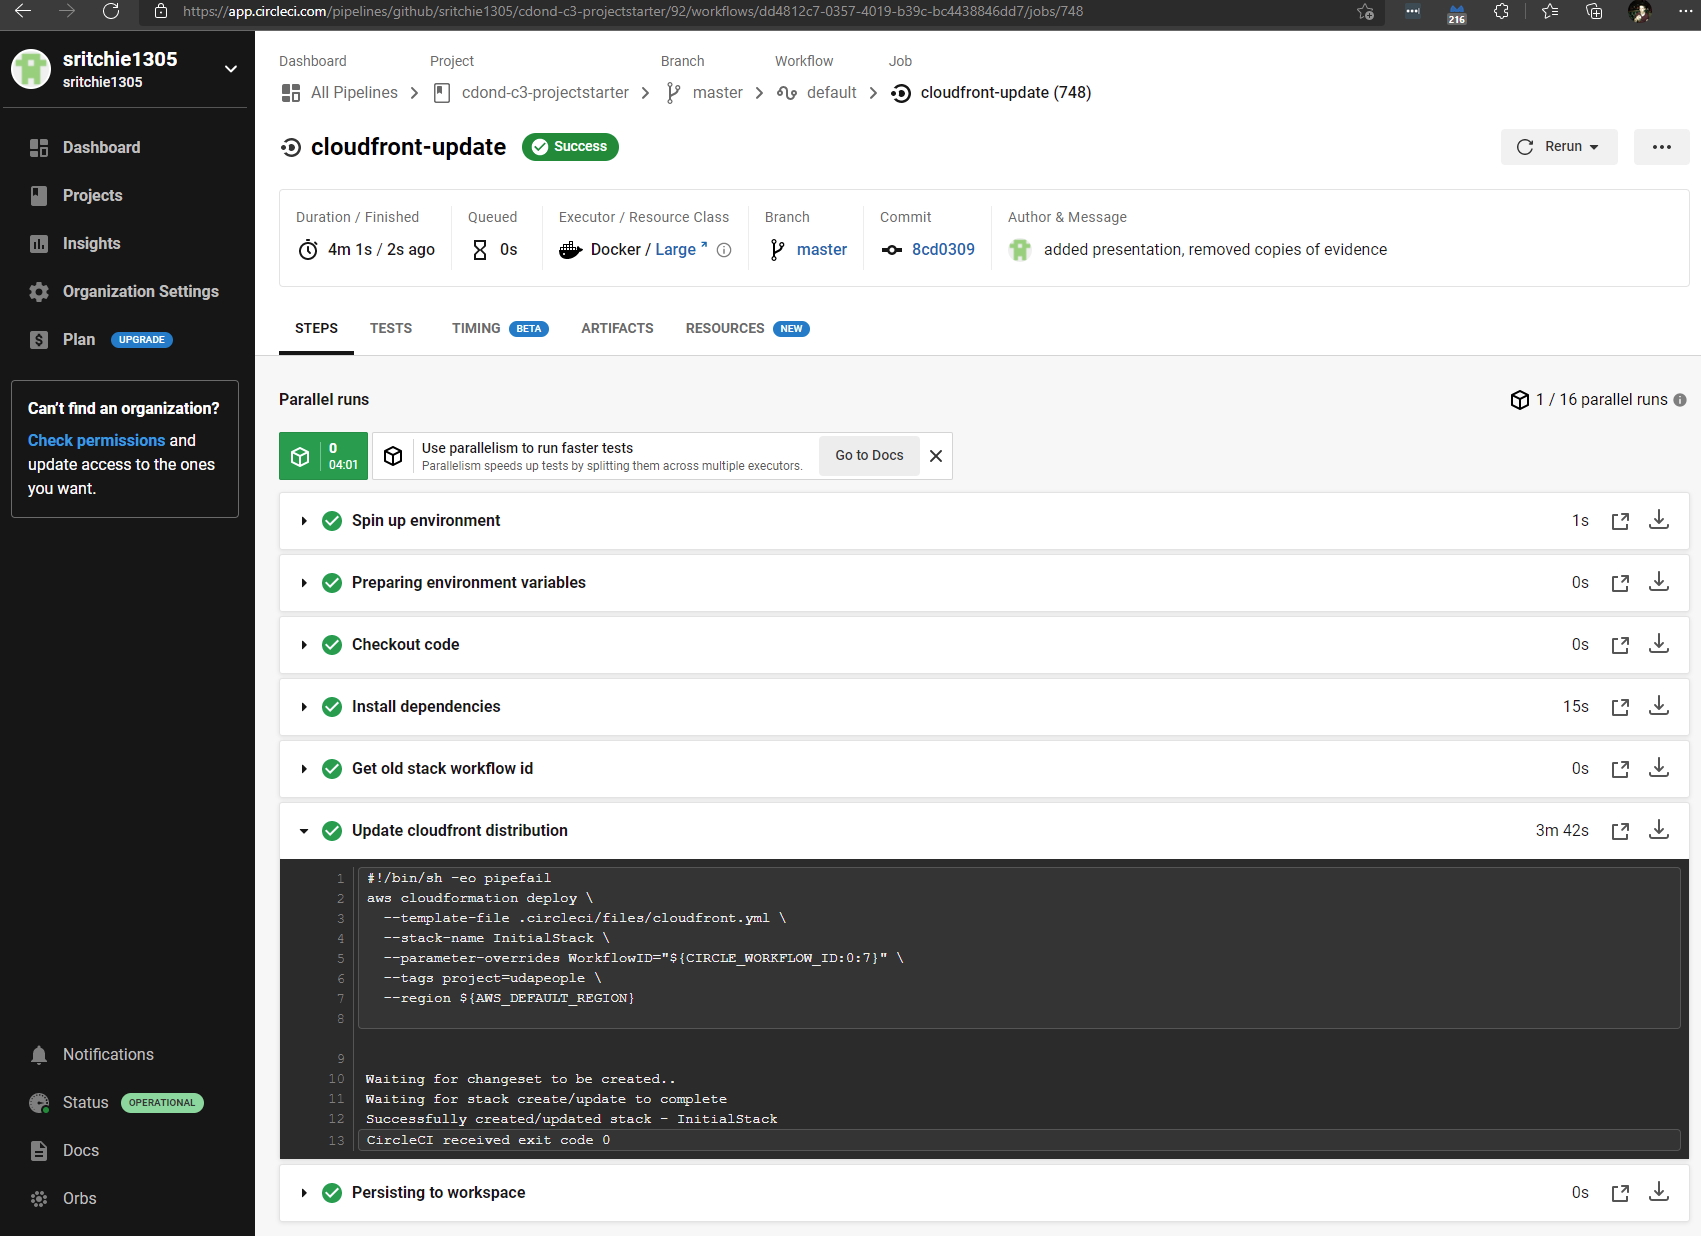 https://app.circleci.com/pipelines/github/sritchie1305/cdond-c3-projectstarter/92/workflows/dd4812c7-0357-4019-b39c-bc4438846dd7/jobs/748
216
sritchie1305
sritchie1305
Dashboard
Projects
Insights
Organization Settings
Plan UPGRADE
Can't find an organization?
Check permissions and
update access to the ones
you want.
Notifications
Status OPERATIONAL
Docs
Orbs
Dashboard Project Branch Workflow Job
All Pipelines cdond-c3-projectstarter master default cloudfront-update (748)
cloudfront-update Success Rerun
Duration / Finished Queued Executor / Resource Class Branch Commit Author & Message
4m 1s / 2s ago 0s Docker / Large master 8cd0309 added presentation, removed copies of evidence
STEPS TESTS TIMING BETA ARTIFACTS RESOURCES NEW
Parallel runs 1 / 16 parallel runs
0
04:01
Use parallelism to run faster tests
Parallelism speeds up tests by splitting them across multiple executors.
Go to Docs
Spin up environment 1s
Preparing environment variables 0s
Checkout code 0s
Install dependencies 15s
Get old stack workflow id 0s
Update cloudfront distribution 3m 42s
1 #!/bin/sh -eo pipefail
2 aws cloudformation deploy \
3 --template-file .circleci/files/cloudfront.yml \
4 --stack-name InitialStack \
5 --parameter-overrides WorkflowID="${CIRCLE_WORKFLOW_ID:0:7}" \
6 --tags project=udapeople \
7 --region ${AWS_DEFAULT_REGION}
8
9
10 Waiting for changeset to be created..
11 Waiting for stack create/update to complete
12 Successfully created/updated stack - InitialStack
13 CircleCI received exit code 0
Persisting to workspace 0s